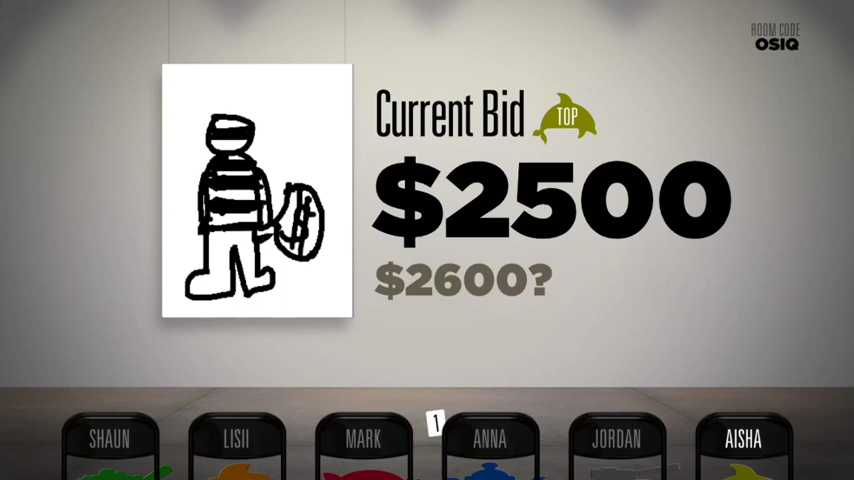 ROOM CODE
OSIQ
Current Bid TOP
$2500
$2600?
$
1
SHAUN LISII MARK ANNA JORDAN AISHA